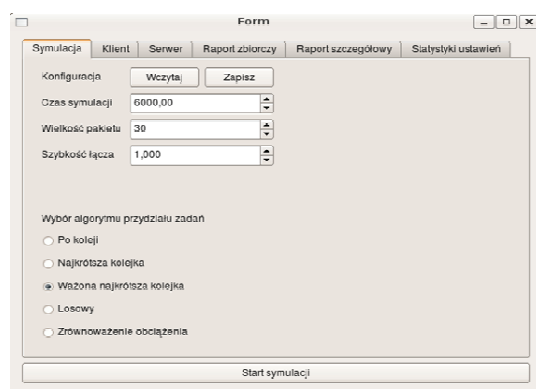 Form
Symulacja Klient Serwer Raport zbiorczy Raport szczegółowy Statystyki ustawień
Konfiguracja Wczytaj Zapisz
Czas symulacji 6000,00
Wielkość pakietu 30
Szybkość łącza 1,000
Wybór algorytmu przydziału zadań
Po koleji
Najkrótsza kolejka
Ważona najkrótsza kolejka
Losowy
Zrównoważenie obciążenia
Start symulacji